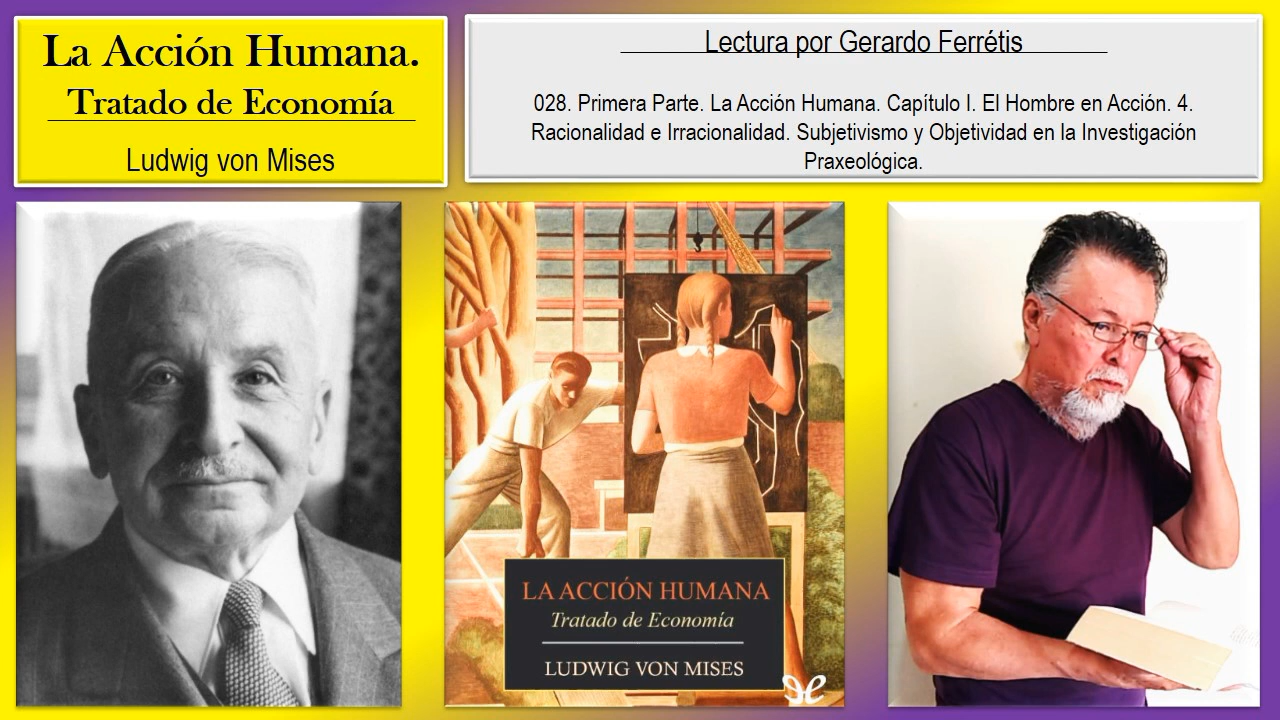 La Acción Humana.
Tratado de Economía
Ludwig von Mises
Lectura por Gerardo Ferrétis
028. Primera Parte. La Acción Humana. Capítulo I. El Hombre en Acción. 4.
Racionalidad e Irracionalidad. Subjetivismo y Objetividad en la Investigación
Praxeológica.
LA ACCIÓN HUMANA
Tratado de Economía
LUDWIG VON MISES